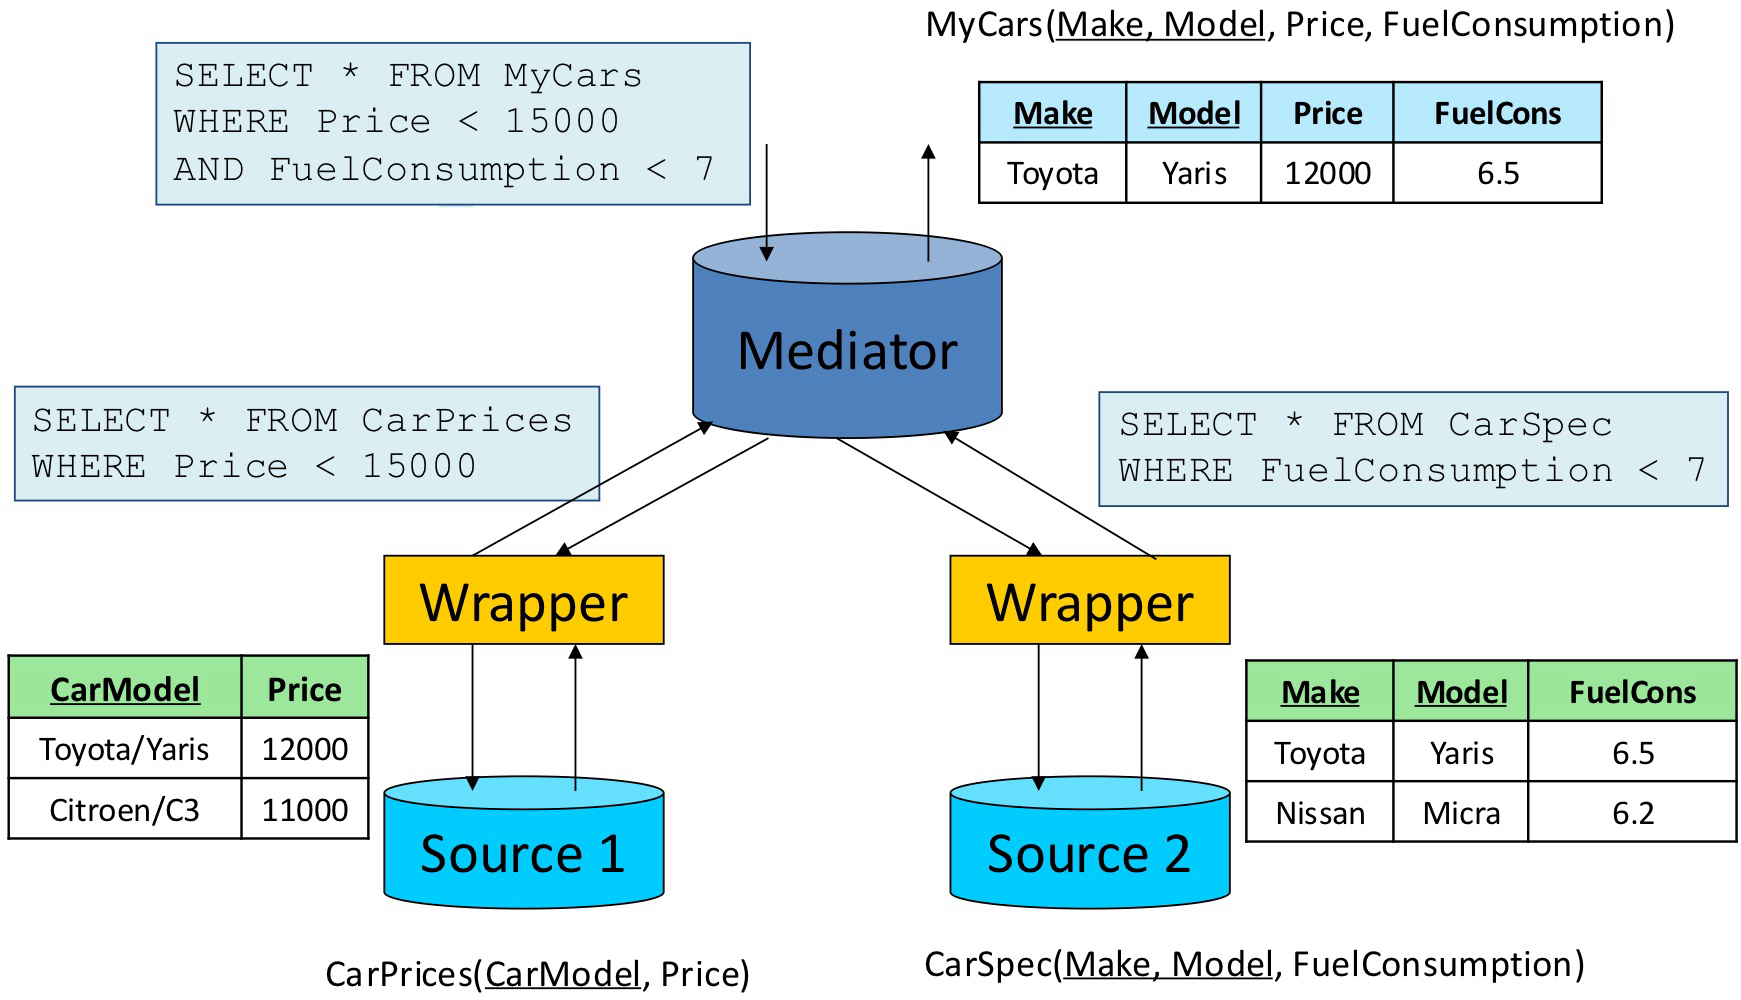 MyCars(Make, Model, Price, FuelConsumption)
SELECT * FROM MyCars
WHERE Price < 15000
AND FuelConsumption < 7
Make Model Price FuelCons
Toyota Yaris 12000 6.5
Mediator
SELECT * FROM CarPrices
WHERE Price < 15000
SELECT * FROM CarSpec
WHERE FuelConsumption < 7
Wrapper
Wrapper
CarModel Price
Toyota/Yaris 12000
Citroen/C3 11000
Make Model FuelCons
Toyota Yaris 6.5
Nissan Micra 6.2
Source 1
Source 2
CarPrices(CarModel, Price)
CarSpec(Make, Model, FuelConsumption)